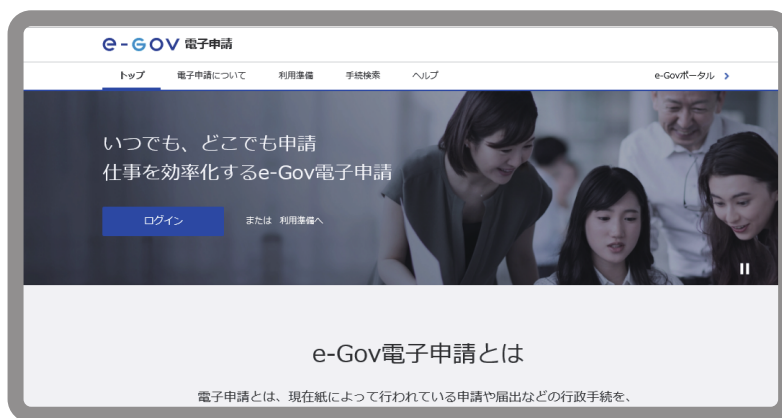 e-GOV 電子申請
トップ 電子申請について 利用準備 手続検索 ヘルプ e-Govポータル
いつでも、どこでも申請
仕事を効率化するe-Gov電子申請
ログイン または 利用準備へ
e-Gov電子申請とは
電子申請とは、現在紙によって行われている申請や届出などの行政手続を、